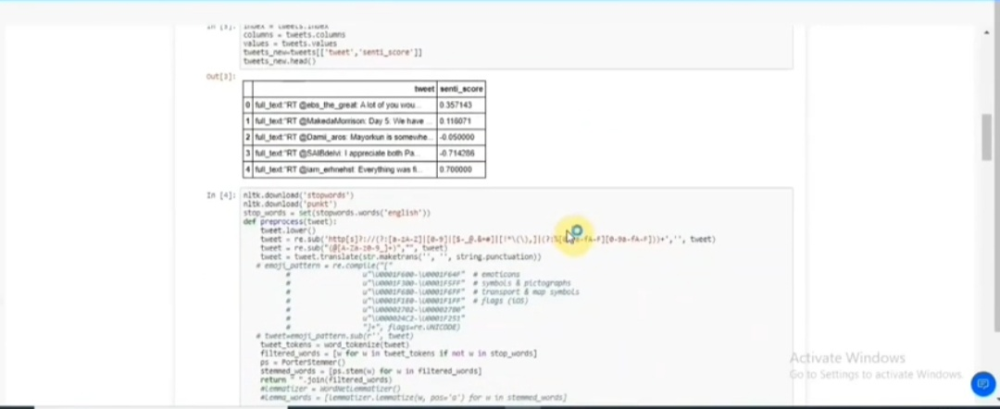 columns = tweets.columns
values = tweets.values
tweets_new=tweets[['tweet','senti_score']]
tweets_new.head()
Out[3]:
tweet senti_score
0 full_text:"RT @ebs_the_great: A lot of you wou... 0.357143
1 full_text:"RT @MakedaMorrison: Day 5: We have ... 0.116071
2 full_text:"RT @Dami_aros: Mayorkun is somewhe... -0.050000
3 full_text:"RT @SAIBdelvi: I appreciate both Pa... -0.714286
4 full_text:"RT @iam_erhnehst: Everything was fi... 0.700000
In [4]: nltk.download('stopwords')
nltk.download('punkt')
stop_words = set(stopwords.words('english'))
def preprocess(tweet):
tweet.lower()
tweet = re.sub('http[s]?://(?:[a-zA-Z]|[0-9]|[$-_@.&+#]|[!*\(\),]|(?:%[ -fA-F][0-9a-fA-F]))+','', tweet)
tweet = re.sub("(@[A-Za-z0-9_]+)","", tweet)
tweet = tweet.translate(str.maketrans('', '', string.punctuation))
# emoji_pattern = re.compile("["
# u"\U0001F600-\U0001F64F" # emoticons
# u"\U0001F300-\U0001F5FF" # symbols & pictographs
# u"\U0001F680-\U0001F6FF" # transport & map symbols
# u"\U0001F1E0-\U0001F1FF" # flags (iOS)
# u"\U00002702-\U000027B0"
# u"\U000024C2-\U0001F251"
# "]+", flags=re.UNICODE)
# tweet=emoji_pattern.sub(r'', tweet)
tweet_tokens = word_tokenize(tweet)
filtered_words = [w for w in tweet_tokens if not w in stop_words]
ps = PorterStemmer()
stemmed_words = [ps.stem(w) for w in filtered_words]
return " ".join(filtered_words)
#lemmatizer = WordNetLemmatizer()
#lemma_words = [lemmatizer.lemmatize(w, pos='a') for w in stemmed_words]
Activate Windows
Go to Settings to activate Windows.